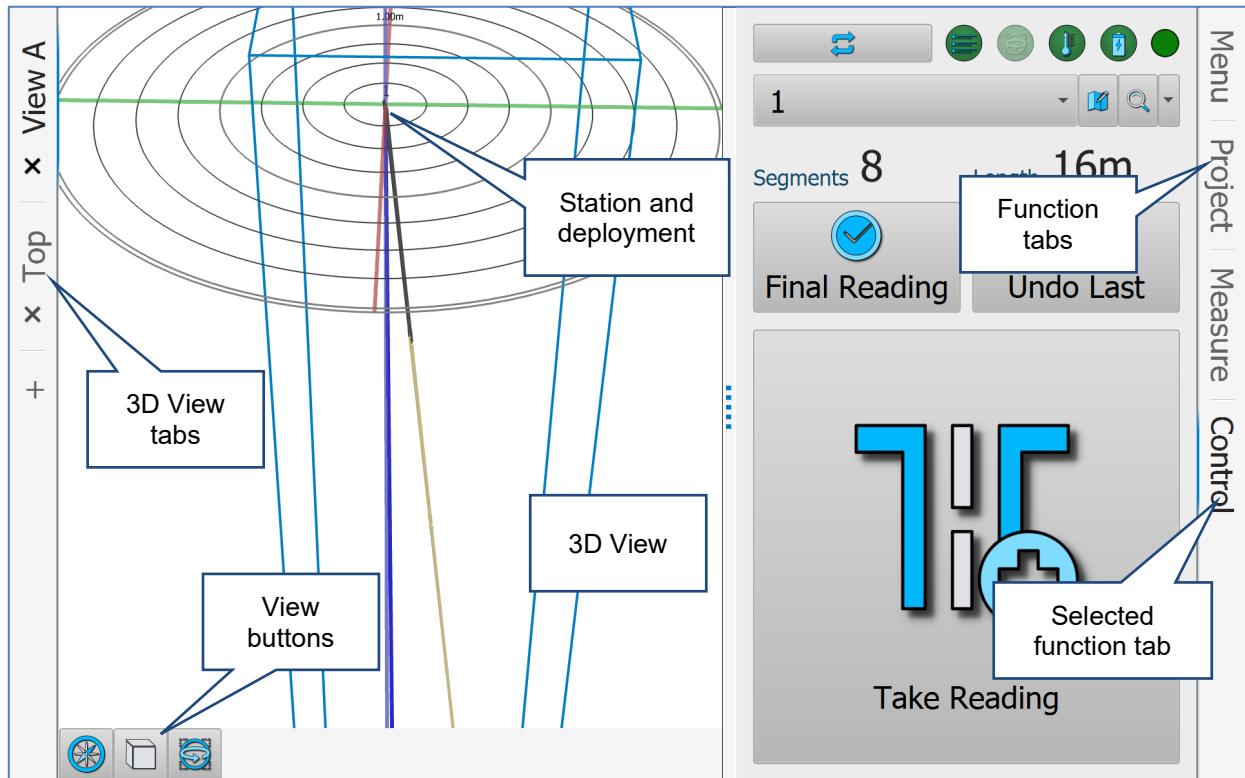 View A
×
Top
×
+
1.00m
1
Station and
deployment
3D View
tabs
3D View
View
buttons
1
Segments 8
Length 16m
Function
tabs
Final Reading
Undo Last
Take Reading
Selected
function tab
Menu
Project
Measure
Control